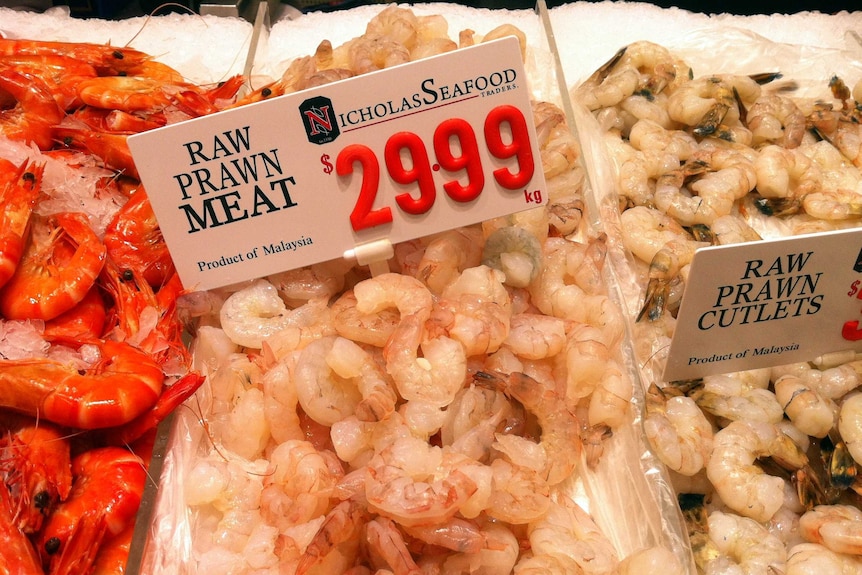 RAW
PRAWN
MEAT
Product of Malaysia
N
NICHOLAS SEAFOOD
TRADERS
$29.99
kg
RAW
PRAWN
CUTLETS
Product of Malaysia
$